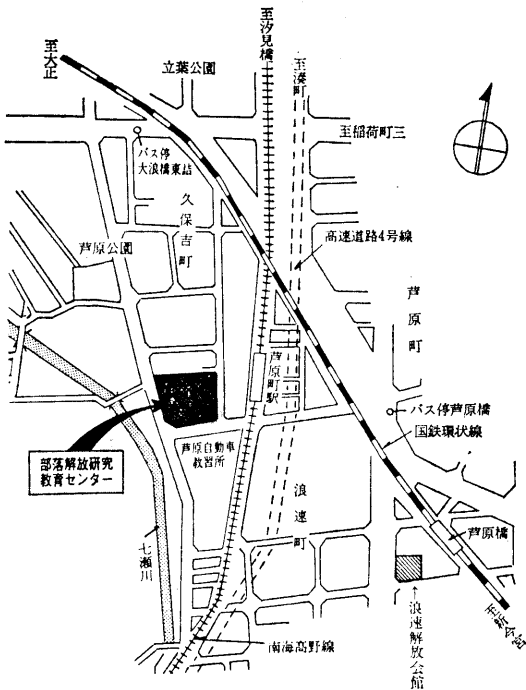 至大正
立葉公園
至汐見橋
至湊町
至稲荷町三
バス停
大浪橋東詰
久保吉町
高速道路4号線
芦原公園
芦原町
芦原町駅
バス停芦原橋
国鉄環状線
芦原自動車
教習所
部落解放研究
教育センター
浪速町
芦原橋
七瀬川
浪速解放会館
至新今宮
南海高野線